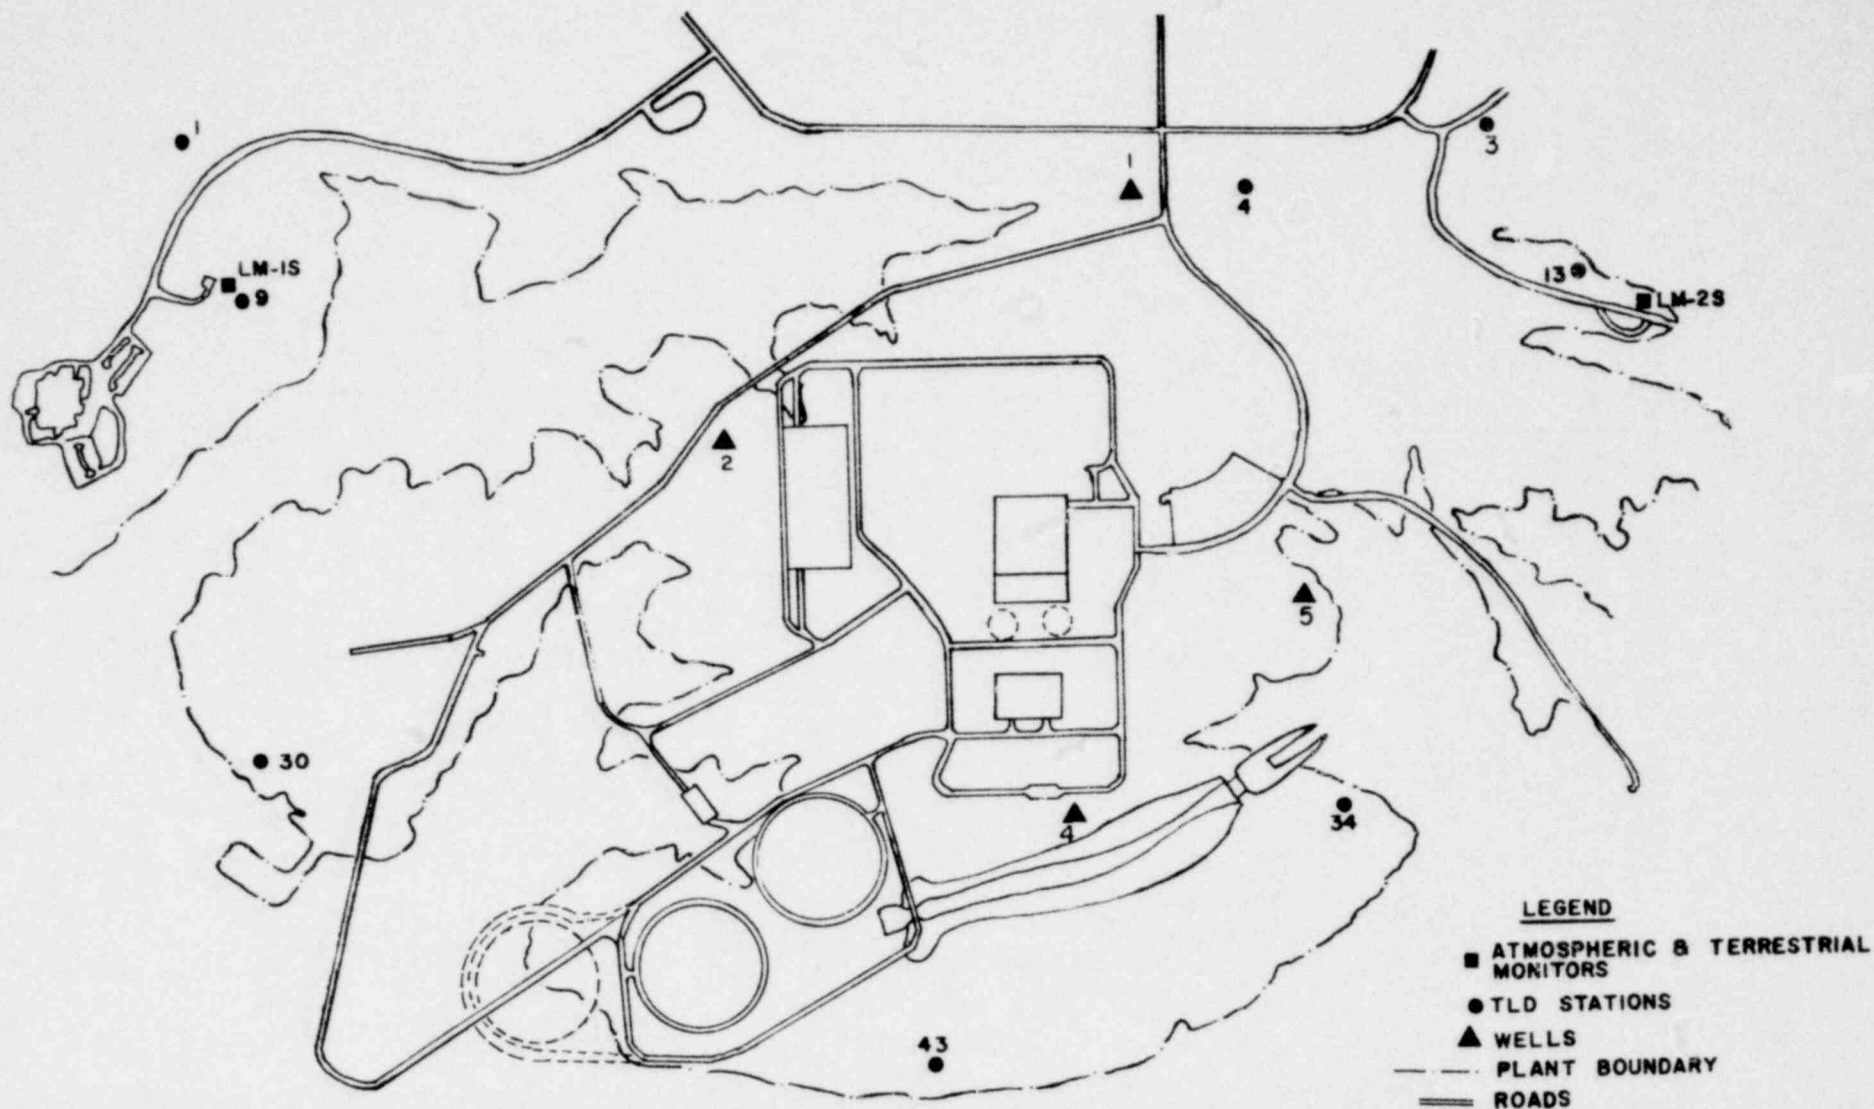 1
3
1
4
LM-1S
9
13
LM-2S
2
5
30
4
34
43
LEGEND
ATMOSPHERIC & TERRESTRIAL
MONITORS
TLD STATIONS
WELLS
PLANT BOUNDARY
ROADS